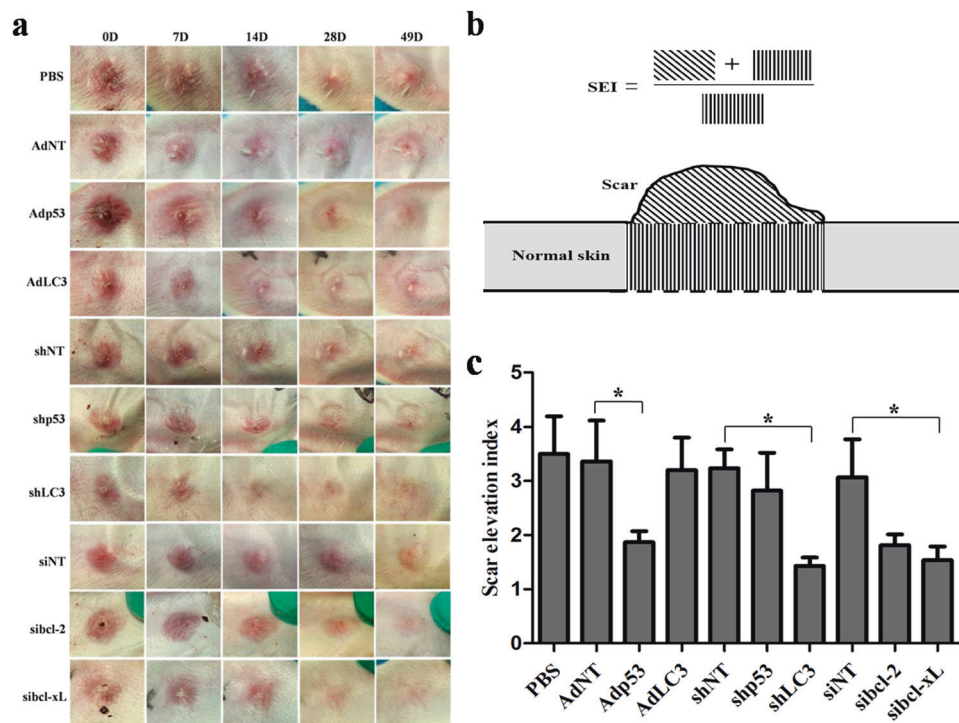 a
0D 7D 14D 28D 49D
PBS
AdNT
Adp53
AdLC3
shNT
shp53
shLC3
siNT
sibcl-2
sibcl-xL
b
SEI = +
Scar
Normal skin
c
Scar elevation index
5
4
3
2
1
0
* * *
PBS AdNT Adp53 AdLC3 shNT shp53 shLC3 siNT sibcl-2 sibcl-xL